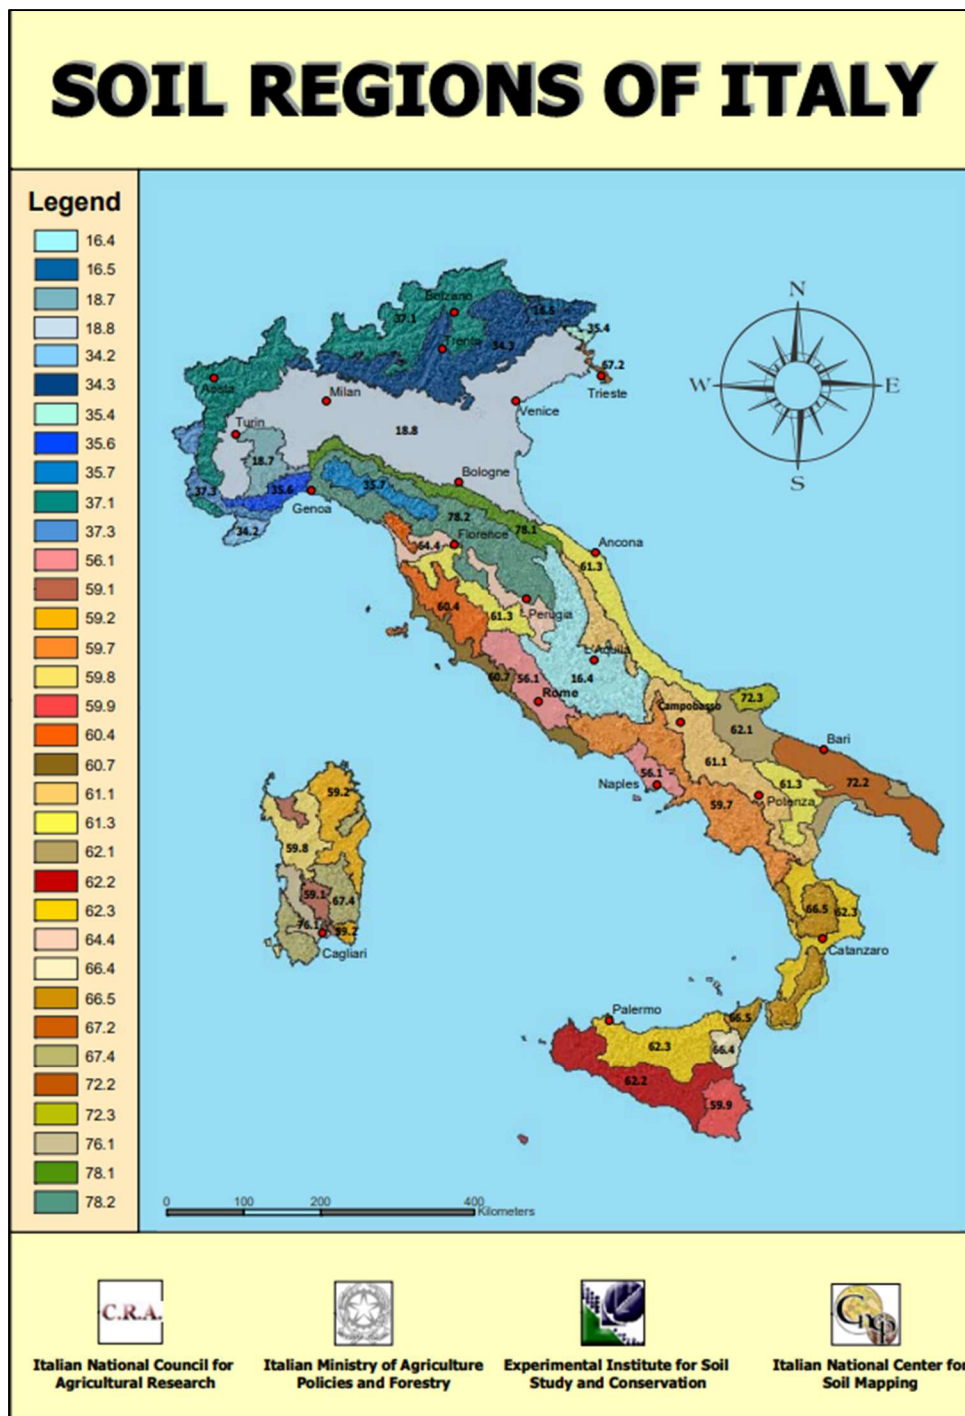 SOIL REGIONS OF ITALY
Legend
16.4
16.5
18.7
18.8
34.2
34.3
35.4
35.6
35.7
37.1
37.3
56.1
59.1
59.2
59.7
59.8
59.9
60.4
60.7
61.1
61.3
62.1
62.2
62.3
64.4
66.4
66.5
67.2
67.4
72.2
72.3
76.1
78.1
78.2
N
W
E
S
Bolzano
16.5
37.1
35.4
Trento
34.3
67.2
Aosta
Trieste
Milan
Venice
Turin
18.8
18.7
Bologne
37.3
35.6
35.7
Genoa
78.2
34.2
78.1
Florence
64.4
Ancona
61.3
60.4
Perugia
61.3
L'Aquila
60.7
56.1
16.4
Rome
72.3
Campobasso
62.1
Bari
61.1
56.1
61.3
72.2
Naples
59.2
59.7
Potenza
59.8
59.1
67.4
66.5
62.3
76.1
59.2
Cagliari
Catanzaro
Palermo
66.5
62.3
66.4
62.2
59.9
0
100
200
400
Kilometers
C.R.A.
Cnp
Italian National Council for
Agricultural Research
Italian Ministry of Agriculture
Policies and Forestry
Experimental Institute for Soil
Study and Conservation
Italian National Center for
Soil Mapping